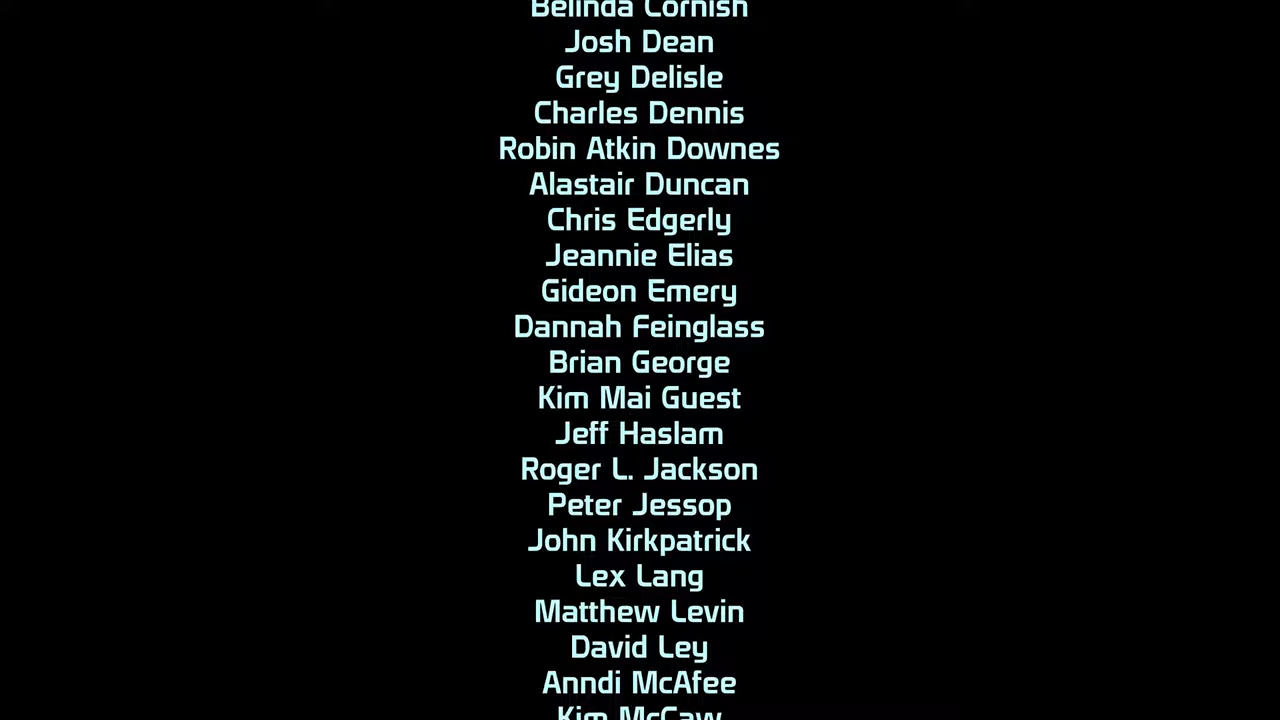 Belinda Cornish
Josh Dean
Grey Delisle
Charles Dennis
Robin Atkin Downes
Alastair Duncan
Chris Edgerly
Jeannie Elias
Gideon Emery
Dannah Feinglass
Brian George
Kim Mai Guest
Jeff Haslam
Roger L. Jackson
Peter Jessop
John Kirkpatrick
Lex Lang
Matthew Levin
David Ley
Anndi McAfee
Kim McCaw